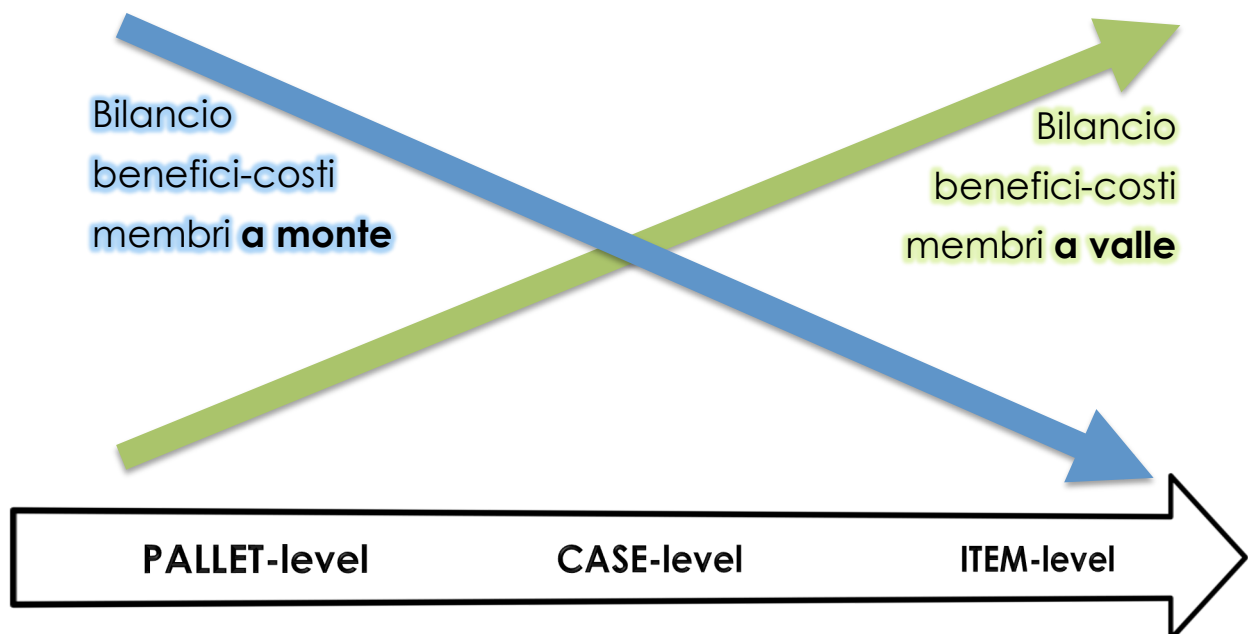 Bilancio
benefici-costi
membri a monte
Bilancio
benefici-costi
membri a valle
PALLET-level
CASE-level
ITEM-level